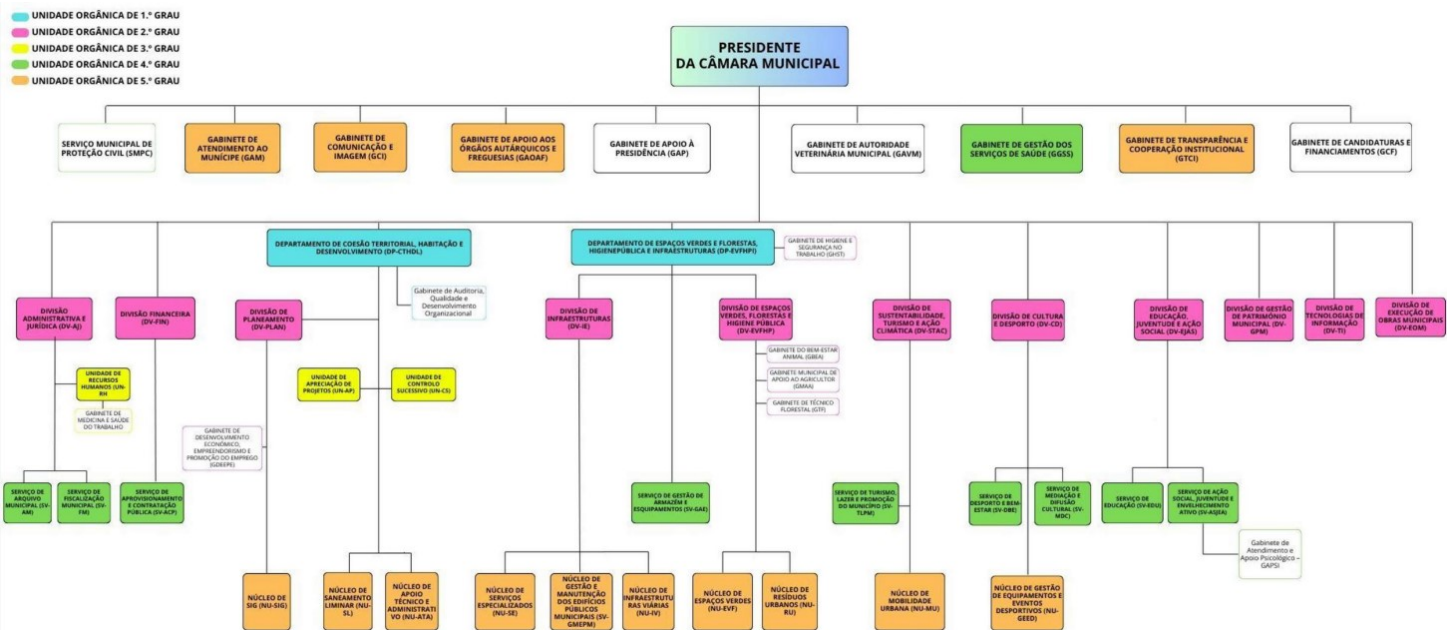 UNIDADE ORGÂNICA DE 1.º GRAU
UNIDADE ORGÂNICA DE 2.º GRAU
UNIDADE ORGÂNICA DE 3.º GRAU
UNIDADE ORGÂNICA DE 4.º GRAU
UNIDADE ORGÂNICA DE 5.º GRAU
PRESIDENTE
DA CÂMARA MUNICIPAL
SERVIÇO MUNICIPAL DE
PROTEÇÃO CIVIL (SMPC)
GABINETE DE
ATENDIMENTO AO
MUNÍCIPE (GAM)
GABINETE DE
COMUNICAÇÃO E
IMAGEM (GCI)
GABINETE DE APOIO AOS
ÓRGÃOS AUTÁRQUICOS E
FREGUESIAS (GAOAF)
GABINETE DE APOIO À
PRESIDÊNCIA (GAP)
GABINETE DE AUTORIDADE
VETERINÁRIA MUNICIPAL (GAVM)
GABINETE DE GESTÃO DOS
SERVIÇOS DE SAÚDE (GGSS)
GABINETE DE TRANSPARÊNCIA E
COOPERAÇÃO INSTITUCIONAL
(GTCI)
GABINETE DE CANDIDATURAS E
FINANCIAMENTOS (GCF)
DEPARTAMENTO DE COESÃO TERRITORIAL, HABITAÇÃO E
DESENVOLVIMENTO (DP-CTHDL)
DEPARTAMENTO DE ESPAÇOS VERDES E FLORESTAS,
HIGIENEPÚBLICA E INFRAESTRUTURAS (DP-EVFHPI)
GABINETE DE HIGIENE E
SEGURANÇA NO
TRABALHO (GHST)
Gabinete de Auditoria,
Qualidade e
Desenvolvimento
Organizacional
DIVISÃO
ADMINISTRATIVA E
JURÍDICA (DV-AJ)
DIVISÃO FINANCEIRA
(DV-FIN)
DIVISÃO DE
PLANEAMENTO
(DV-PLAN)
DIVISÃO DE
INFRAESTRUTURAS
(DV-IE)
DIVISÃO DE ESPAÇOS
VERDES, FLORESTAS E
HIGIENE PÚBLICA
(DV-EVFHP)
DIVISÃO DE
SUSTENTABILIDADE,
TURISMO E AÇÃO
CLIMÁTICA (DV-STAC)
DIVISÃO DE CULTURA
E DESPORTO (DV-CD)
DIVISÃO DE
EDUCAÇÃO,
JUVENTUDE E AÇÃO
SOCIAL (DV-EJAS)
DIVISÃO DE GESTÃO
DE PATRIMÓNIO
MUNICIPAL (DV-
GPM)
DIVISÃO DE
TECNOLOGIAS DE
INFORMAÇÃO
(DV-TI)
DIVISÃO DE
EXECUÇÃO DE
OBRAS MUNICIPAIS
(DV-EOM)
UNIDADE DE
RECURSOS
HUMANOS (UN-
RH
GABINETE DE
MEDICINA E SAÚDE
DO TRABALHO
UNIDADE DE
APRECIAÇÃO DE
PROJETOS (UN-AP)
UNIDADE DE
CONTROLO
SUCESSIVO (UN-CS)
GABINETE DO BEM-ESTAR
ANIMAL (GBEA)
GABINETE MUNICIPAL DE
APOIO AO AGRICULTOR
(GMAA)
GABINETE DE TÉCNICO
FLORESTAL (GTF)
GABINETE DE
DESENVOLVIMENTO
ECONÓMICO,
EMPREENDORISMO E
PROMOÇÃO DO EMPREGO
(GDEEPE)
SERVIÇO DE
ARQUIVO
MUNICIPAL (SV-
AM)
SERVIÇO DE
FISCALIZAÇÃO
MUNICIPAL (SV-
FM)
SERVIÇO DE
APROVISIONAMENTO
E CONTRATAÇÃO
PÚBLICA (SV-ACP)
SERVIÇO DE GESTÃO DE
ARMAZÉM E
ESQUIPAMENTOS (SV-GAE)
SERVIÇO DE TURISMO,
LAZER E PROMOÇÃO
DO MUNICÍPIO (SV-
TLPM)
SERVIÇO DE
DESPORTO E BEM-
ESTAR (SV-DBE)
SERVIÇO DE
MEDIAÇÃO E
DIFUSÃO
CULTURAL (SV-
MDC)
SERVIÇO DE
EDUCAÇÃO (SV-EDU)
SERVIÇO DE AÇÃO
SOCIAL, JUVENTUDE E
ENVELHECIMENTO
ATIVO (SV-ASJEA)
Gabinete de
Atendimento e
Apoio Psicológico –
GAPSI
NÚCLEO DE
SIG (NU-SIG)
NÚCLEO DE
SANEAMENTO
LIMINAR (NU-
SL)
NÚCLEO DE
APOIO
TÉCNICO E
ADMINISTRATI
VO (NU-ATA)
NÚCLEO DE
SERVIÇOS
ESPECIALIZADOS
(NU-SE)
NÚCLEO DE
GESTÃO E
MANUTENÇÃO
DOS EDIFÍCIOS
PÚBLICOS
MUNICIPAIS (SV-
GMEPM)
NÚCLEO DE
INFRAESTRUTU
RAS VIÁRIAS
(NU-IV)
NÚCLEO DE
ESPAÇOS VERDES
(NU-EVF)
NÚCLEO DE
RESÍDUOS
URBANOS (NU-
RU)
NÚCLEO DE
MOBILIDADE
URBANA (NU-MU)
NÚCLEO DE GESTÃO
DE EQUIPAMENTOS E
EVENTOS
DESPORTIVOS (NU-
GEED)